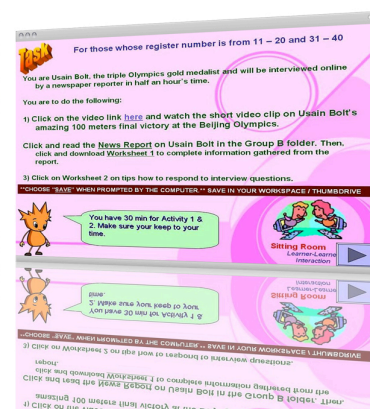 Task
For those whose register number is from 11 – 20 and 31 – 40
You are Usain Bolt, the triple Olympics gold medalist and will be interviewed online
by a newspaper reporter in half an hour's time.
You are to do the following:
1) Click on the video link here and watch the short video clip on Usain Bolt's
amazing 100 meters final victory at the Beijing Olympics.
Click and read the News Report on Usain Bolt in the Group B folder. Then,
click and download Worksheet 1 to complete information gathered from the
report.
3) Click on Worksheet 2 on tips how to respond to interview questions.
**CHOOSE "SAVE" WHEN PROMPTED BY THE COMPUTER.** SAVE IN YOUR WORKSPACE / THUMBDRIVE
You have 30 min for Activity 1 &
2. Make sure your keep to your
time.
Sitting Room
Learner-Learne
Interaction